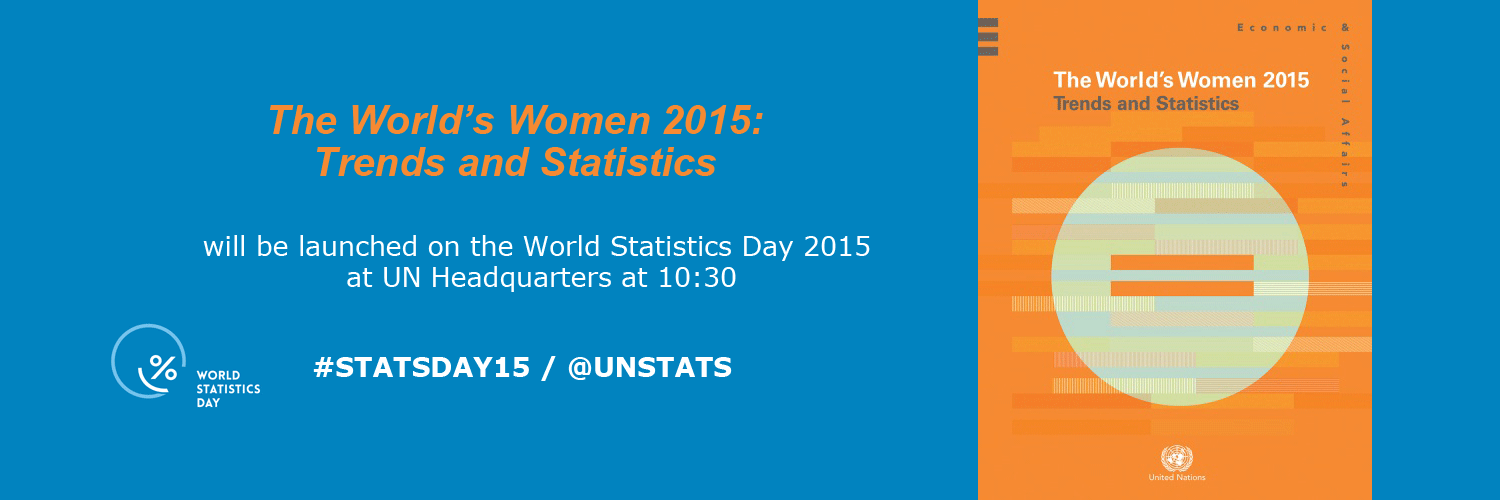 The World’s Women 2015:
Trends and Statistics
will be launched on the World Statistics Day 2015
at UN Headquarters at 10:30
#STATSDAY15 / @UNSTATS
WORLD
STATISTICS
DAY
Economic &
Social Affairs
The World’s Women 2015
Trends and Statistics
United Nations